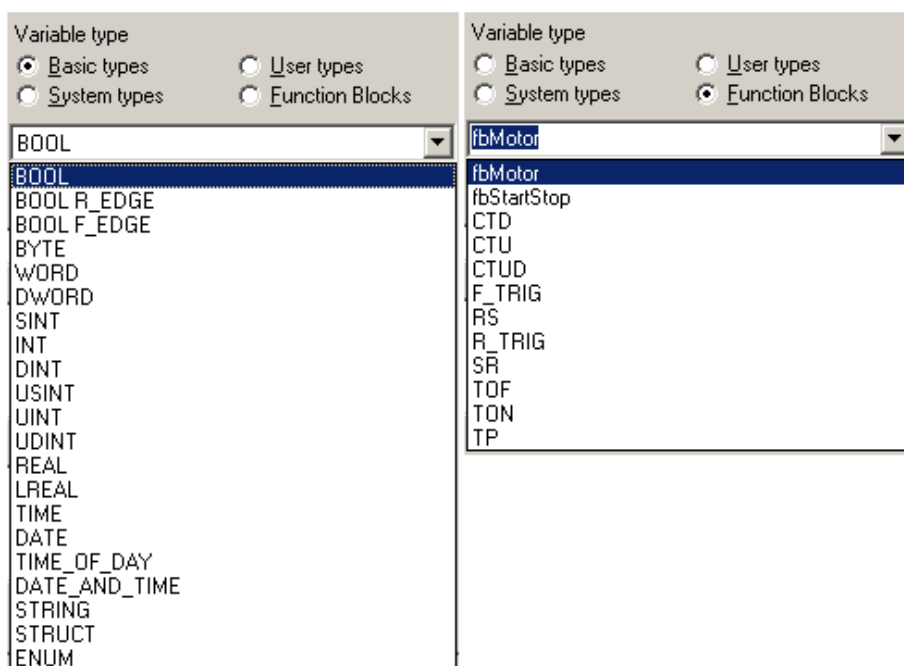 Variable type
Basic types
User types
System types
Function Blocks
BOOL
BOOL
BOOL R_EDGE
BOOL F_EDGE
BYTE
WORD
DWORD
SINT
INT
DINT
USINT
UINT
UDINT
REAL
LREAL
TIME
DATE
TIME_OF_DAY
DATE_AND_TIME
STRING
STRUCT
ENUM
Variable type
Basic types
User types
System types
Function Blocks
fbMotor
fbMotor
fbStartStop
CTD
CTU
CTUD
F_TRIG
RS
R_TRIG
SR
TOF
TON
TP